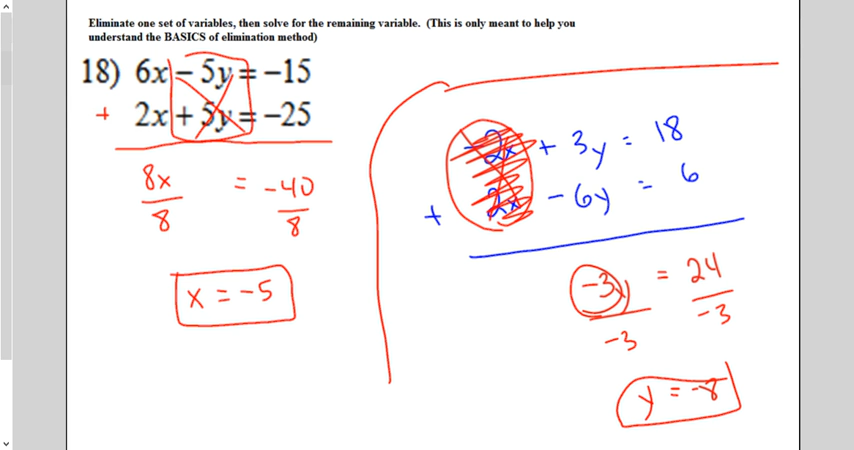 Eliminate one set of variables, then solve for the remaining variable. (This is only meant to help you
understand the BASICS of elimination method)
18) 6x - 5y = -15
+ 2x + 5y = -25
8x = -40
8 8
x = -5
-2x + 3y = 18
+ 2x - 6y = 6
-3y = 24
-3 -3
y = -8